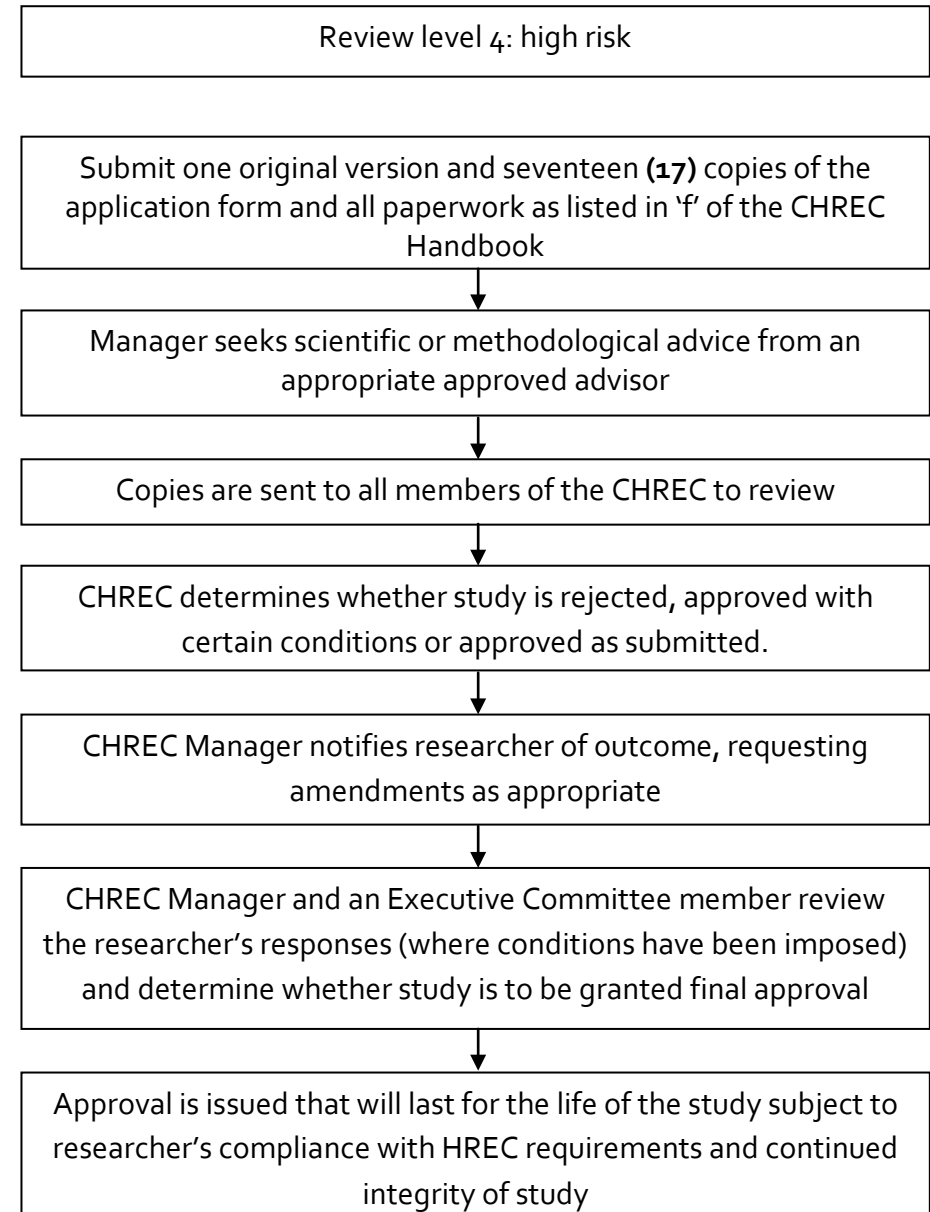 Review level 4: high risk
Submit one original version and seventeen (17) copies of the
application form and all paperwork as listed in ‘f’ of the CHREC
Handbook
Manager seeks scientific or methodological advice from an
appropriate approved advisor
Copies are sent to all members of the CHREC to review
CHREC determines whether study is rejected, approved with
certain conditions or approved as submitted.
CHREC Manager notifies researcher of outcome, requesting
amendments as appropriate
CHREC Manager and an Executive Committee member review
the researcher’s responses (where conditions have been imposed)
and determine whether study is to be granted final approval
Approval is issued that will last for the life of the study subject to
researcher’s compliance with HREC requirements and continued
integrity of study